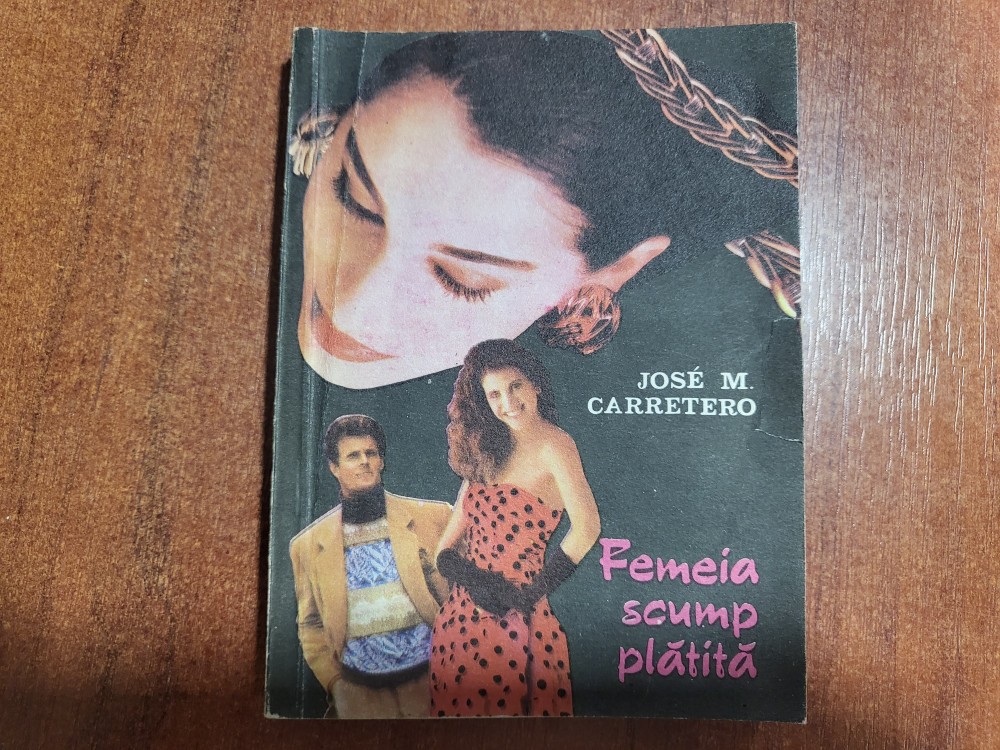 JOSÉ M.
CARRETERO
Femeia
scump
plătită